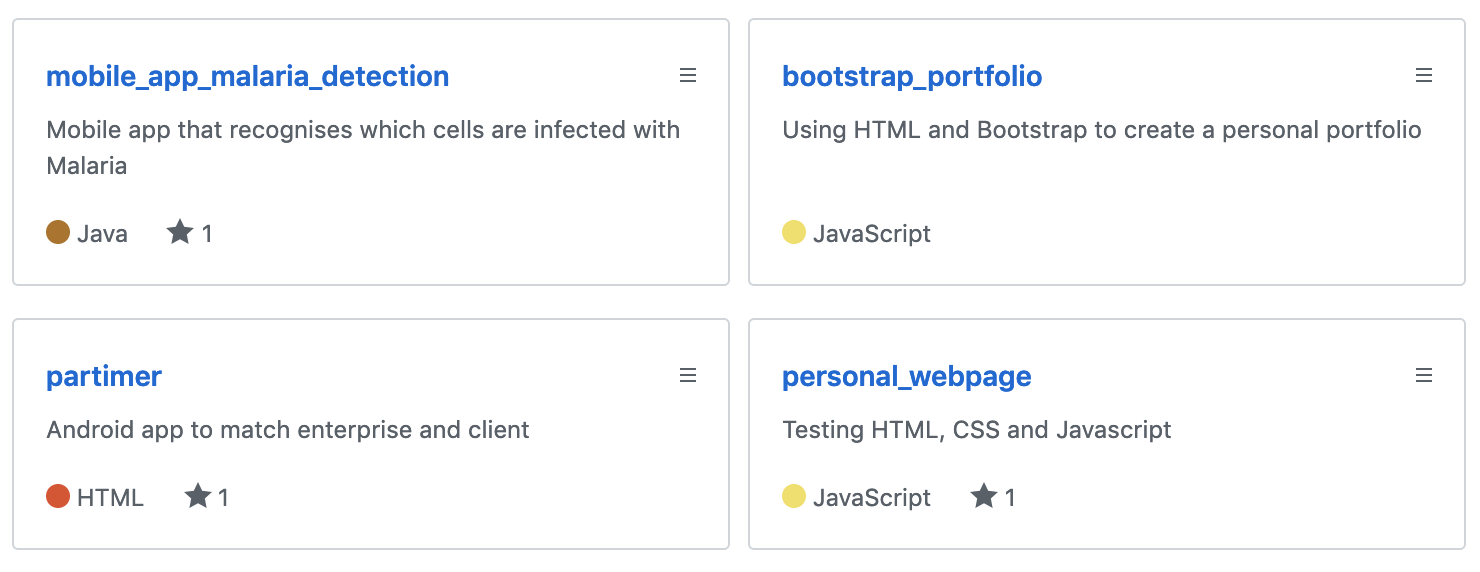 mobile_app_malaria_detection
Mobile app that recognises which cells are infected with
Malaria
Java 1
bootstrap_portfolio
Using HTML and Bootstrap to create a personal portfolio
JavaScript
partimer
Android app to match enterprise and client
HTML 1
personal_webpage
Testing HTML, CSS and Javascript
JavaScript 1